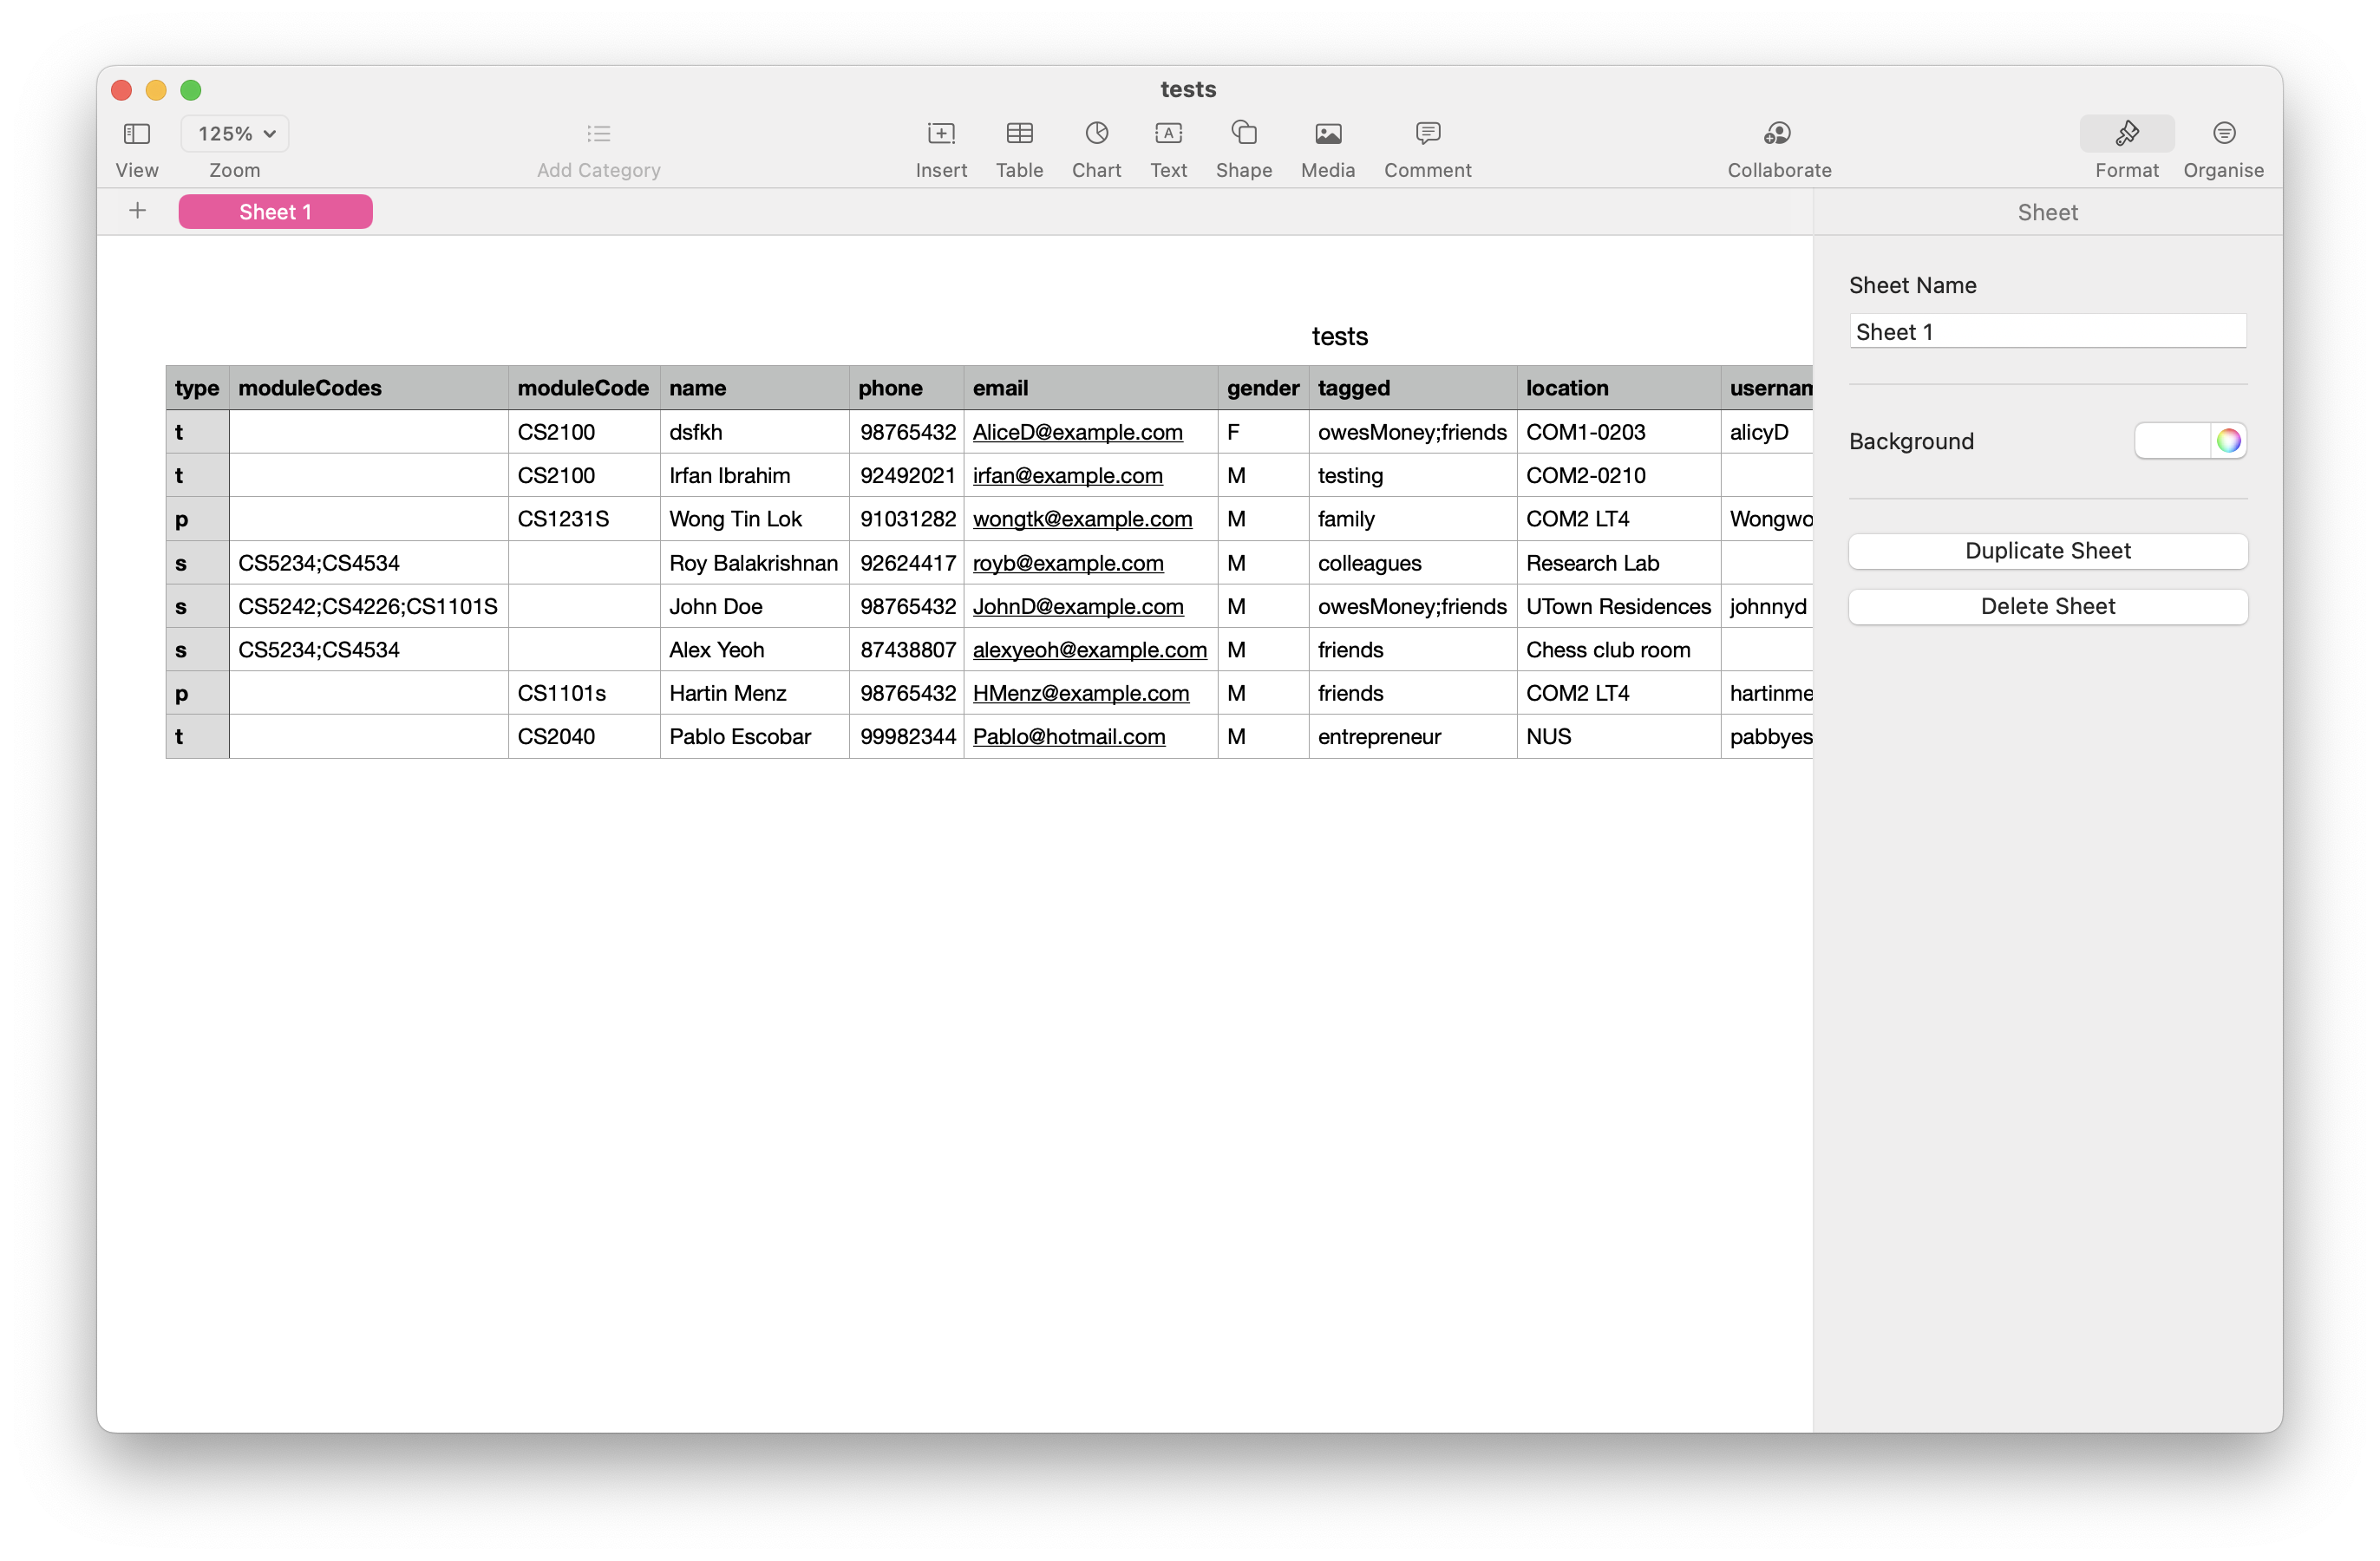 tests
125%
View Zoom Add Category Insert Table Chart Text Shape Media Comment Collaborate Format Organise
Sheet 1 Sheet
Sheet Name
Sheet 1
Background
Duplicate Sheet
Delete Sheet
tests
type moduleCodes moduleCode name phone email gender tagged location usernam
t CS2100 dsfkh 98765432 AliceD@example.com F owesMoney;friends COM1-0203 alicyD
t CS2100 Irfan Ibrahim 92492021 irfan@example.com M testing COM2-0210
p CS1231S Wong Tin Lok 91031282 wongtk@example.com M family COM2 LT4 Wongwo
s CS5234;CS4534 Roy Balakrishnan 92624417 royb@example.com M colleagues Research Lab
s CS5242;CS4226;CS1101S John Doe 98765432 JohnD@example.com M owesMoney;friends UTown Residences johnnyd
s CS5234;CS4534 Alex Yeoh 87438807 alexyeoh@example.com M friends Chess club room
p CS1101s Hartin Menz 98765432 HMenz@example.com M friends COM2 LT4 hartinme
t CS2040 Pablo Escobar 99982344 Pablo@hotmail.com M entrepreneur NUS pabbyes